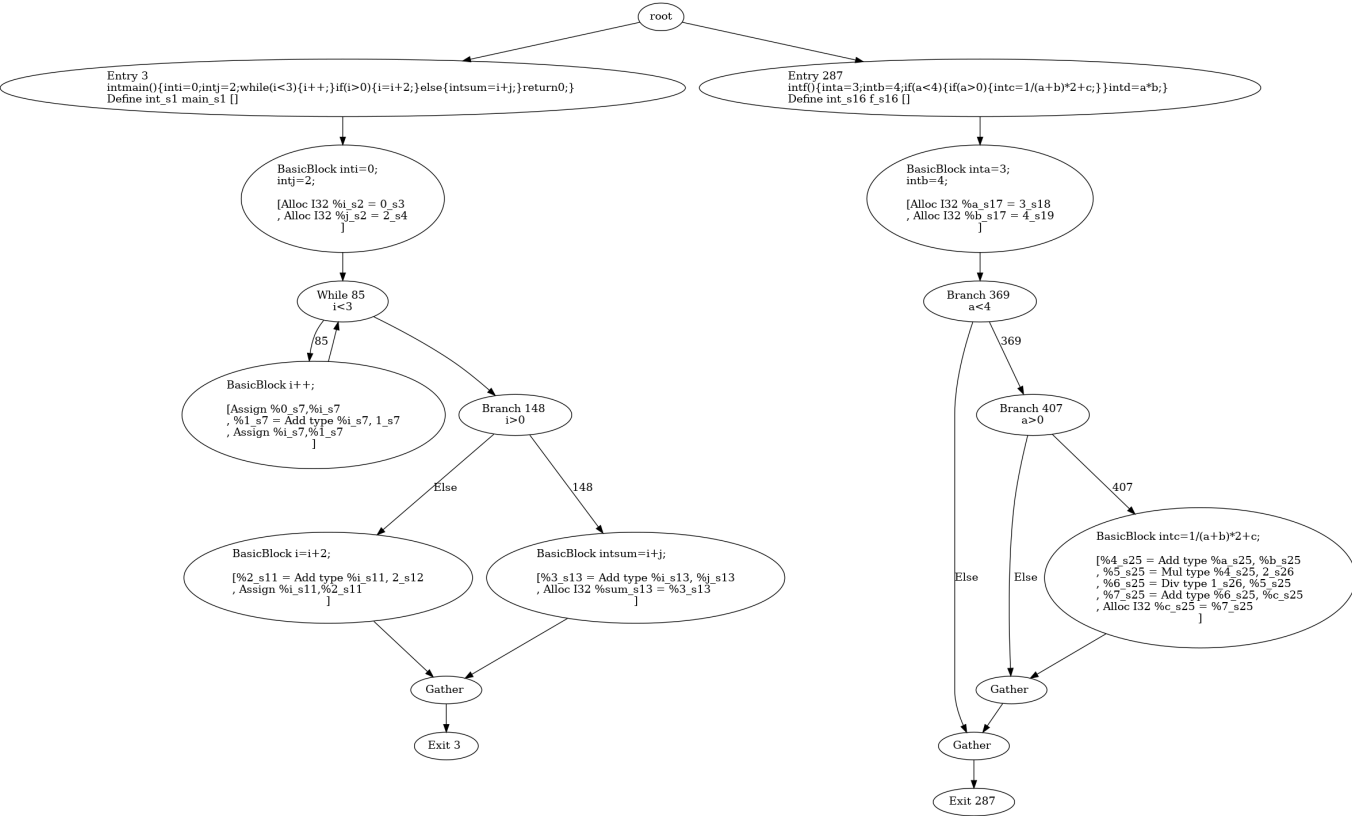 root
Entry 3
intmain(){inti=0;intj=2;while(i<3){i++;}if(i>0){i=i+2;}else{intsum=i+j;}return0;}
Define int_s1 main_s1 []
Entry 287
intf(){inta=3;intb=4;if(a<4){if(a>0){intc=1/(a+b)*2+c;}}intd=a*b;}
Define int_s16 f_s16 []
BasicBlock inti=0;
intj=2;
[Alloc I32 %i_s2 = 0_s3
, Alloc I32 %j_s2 = 2_s4
]
BasicBlock inta=3;
intb=4;
[Alloc I32 %a_s17 = 3_s18
, Alloc I32 %b_s17 = 4_s19
]
While 85
i<3
Branch 369
a<4
85
369
BasicBlock i++;
[Assign %0_s7,%i_s7
, %1_s7 = Add type %i_s7, 1_s7
, Assign %i_s7,%1_s7
]
Branch 148
i>0
Branch 407
a>0
Else
148
407
BasicBlock i=i+2;
[%2_s11 = Add type %i_s11, 2_s12
, Assign %i_s11,%2_s11
]
BasicBlock intsum=i+j;
[%3_s13 = Add type %i_s13, %j_s13
, Alloc I32 %sum_s13 = %3_s13
]
Else
Else
BasicBlock intc=1/(a+b)*2+c;
[%4_s25 = Add type %a_s25, %b_s25
, %5_s25 = Mul type %4_s25, 2_s26
, %6_s25 = Div type 1_s26, %5_s25
, %7_s25 = Add type %6_s25, %c_s25
, Alloc I32 %c_s25 = %7_s25
]
Gather
Gather
Exit 3
Gather
Exit 287